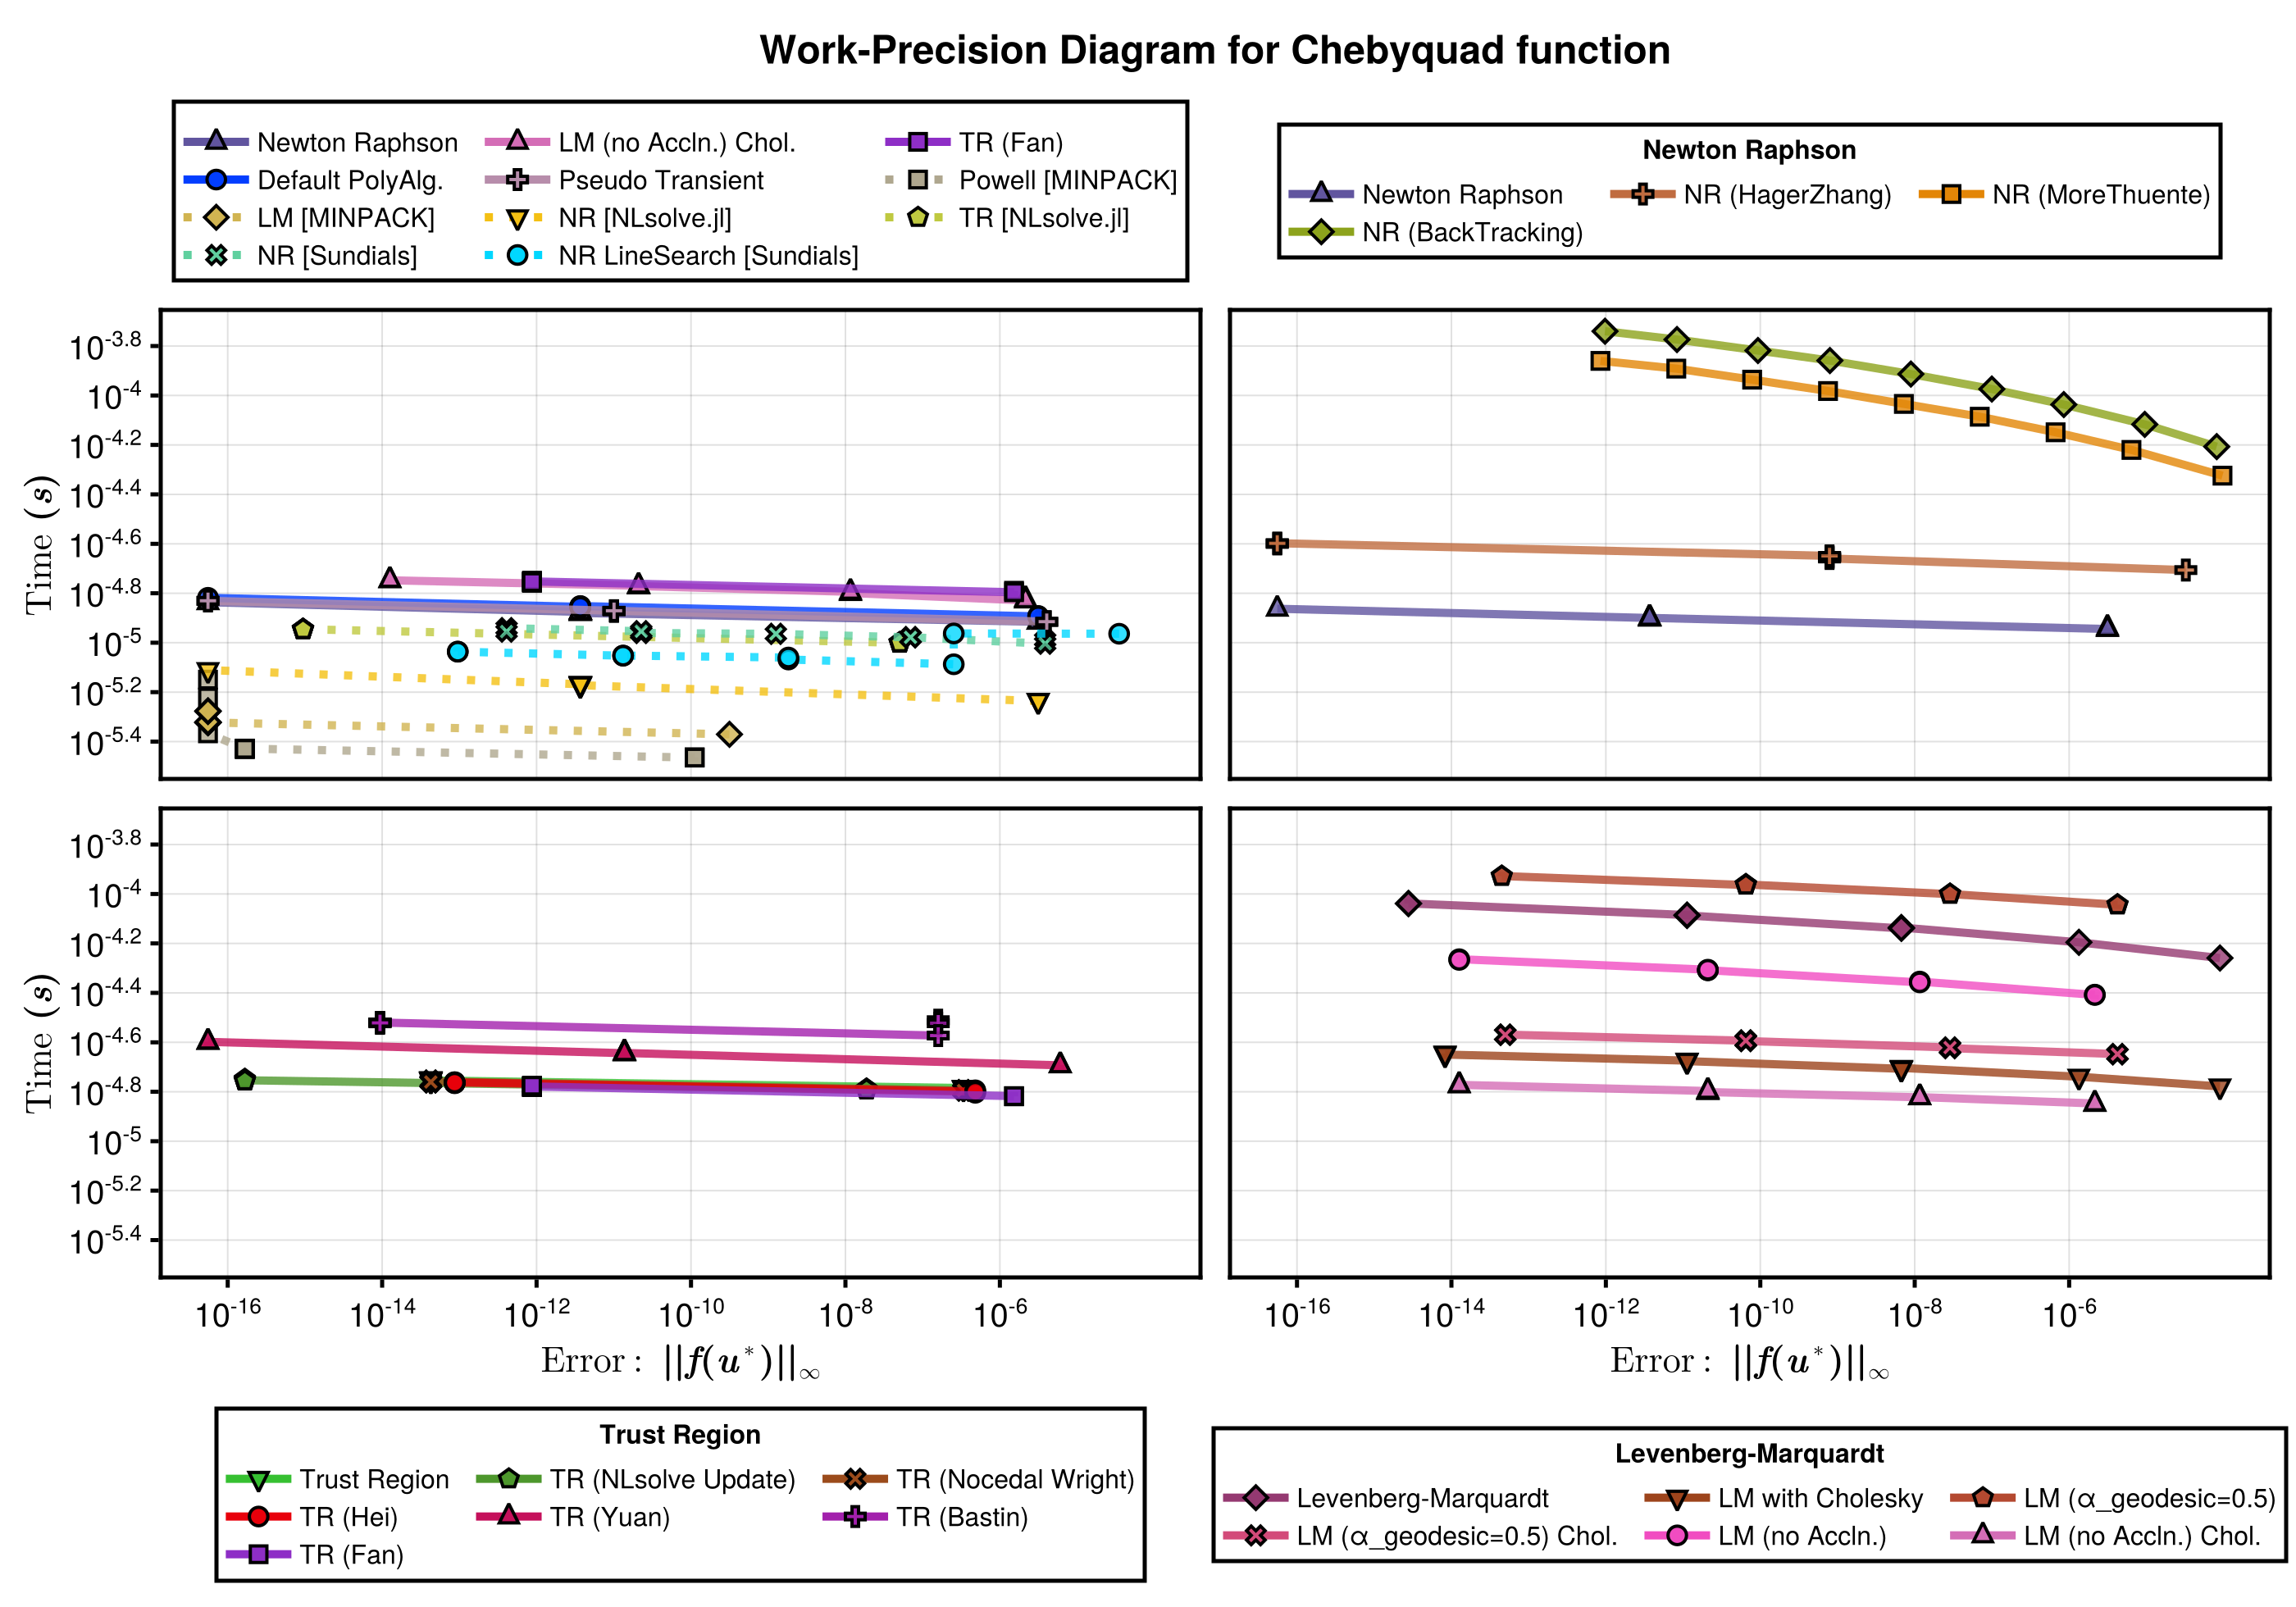 Work-Precision Diagram for Chebyquad function
Newton Raphson LM (no Accln.) Chol. TR (Fan)
Default PolyAlg. Pseudo Transient Powell [MINPACK]
LM [MINPACK] NR [NLsolve.jl] TR [NLsolve.jl]
NR [Sundials] NR LineSearch [Sundials]
Newton Raphson
Newton Raphson NR (HagerZhang) NR (MoreThuente)
NR (BackTracking)
Time (s)
10^-3.8
10^-4
10^-4.2
10^-4.4
10^-4.6
10^-4.8
10^-5
10^-5.2
10^-5.4
Time (s)
10^-3.8
10^-4
10^-4.2
10^-4.4
10^-4.6
10^-4.8
10^-5
10^-5.2
10^-5.4
10^-16 10^-14 10^-12 10^-10 10^-8 10^-6
Error: ||f(u*)||∞
10^-16 10^-14 10^-12 10^-10 10^-8 10^-6
Error: ||f(u*)||∞
Trust Region
Trust Region TR (NLsolve Update) TR (Nocedal Wright)
TR (Hei) TR (Yuan) TR (Bastin)
TR (Fan)
Levenberg-Marquardt
Levenberg-Marquardt LM with Cholesky LM (α_geodesic=0.5)
LM (α_geodesic=0.5) Chol. LM (no Accln.) LM (no Accln.) Chol.